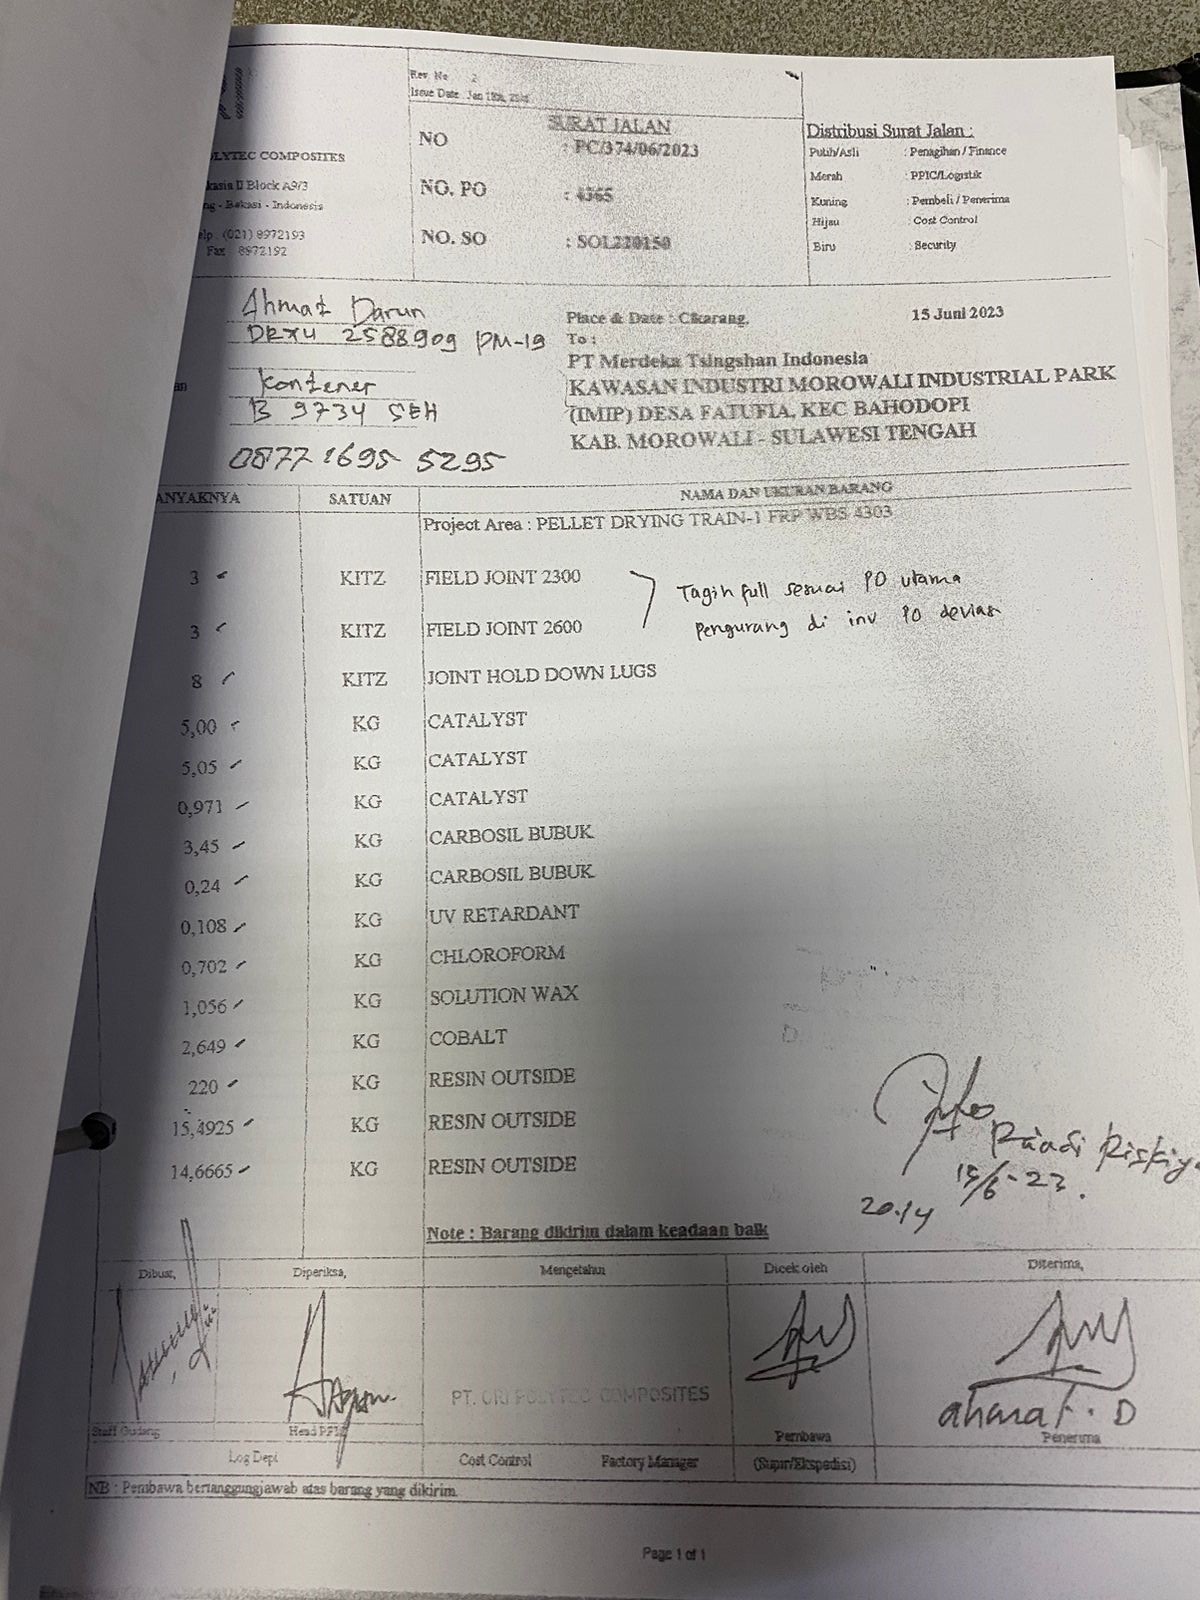 Rev. No 2
Issue Date : Jan 18th,
SURAT JALAN
NO : PC/374/06/2023
NO. PO : 4365
NO. SO : SOL220150
Distribusi Surat Jalan :
Putih/Asli : Penagihan / Finance
Merah : PPIC/Logistik
Kuning : Pembeli / Penerima
Hijau : Cost Control
Biru : Security
LYTEC COMPOSITES
kasia II Block A9/3
ng - Bekasi - Indonesia
elp . (021) 8972193
Fax 8972192
Ahmat Darun
DRXU 2588909 PM-19
an Kontener
B 9734 SEH
0877 1695 5295
Place & Date : Cikarang, 15 Juni 2023
To :
PT Merdeka Tsingshan Indonesia
KAWASAN INDUSTRI MOROWALI INDUSTRIAL PARK
(IMIP) DESA FATUFIA, KEC BAHODOPI
KAB. MOROWALI - SULAWESI TENGAH
ANYAKNYA SATUAN NAMA DAN UKURAN BARANG
Project Area : PELLET DRYING TRAIN-1 FRP WBS 4303
3 KITZ FIELD JOINT 2300
3 KITZ FIELD JOINT 2600
Tagih full sesuai PO utama
pengurang di inv PO deviasi
8 KITZ JOINT HOLD DOWN LUGS
5,00 KG CATALYST
5,05 KG CATALYST
0,971 KG CATALYST
3,45 KG CARBOSIL BUBUK
0,24 KG CARBOSIL BUBUK
0,108 KG UV RETARDANT
0,702 KG CHLOROFORM
1,056 KG SOLUTION WAX
2,649 KG COBALT
220 KG RESIN OUTSIDE
15,4925 KG RESIN OUTSIDE
14,6665 KG RESIN OUTSIDE
15/6-23.
20.14
Note : Barang dikirim dalam keadaan baik
Dibuat, Diperiksa, Mengetahui Dicek oleh Diterima,
PT. ORI POLYTEC COMPOSITES
ahmat . D
Staff Gudang Head PPIC Pembawa Penerima
Log Dept Cost Control Factory Manager (Supir/Ekspedisi)
NB : Pembawa bertanggungjawab atas barang yang dikirim.
Page 1 of 1